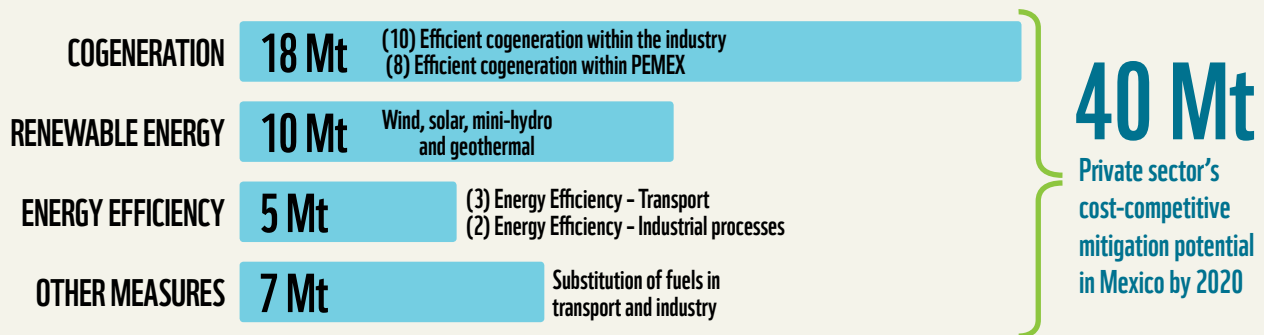 COGENERATION
18 Mt
(10) Efficient cogeneration within the industry
(8) Efficient cogeneration within PEMEX
RENEWABLE ENERGY
10 Mt
Wind, solar, mini-hydro
and geothermal
ENERGY EFFICIENCY
5 Mt
(3) Energy Efficiency – Transport
(2) Energy Efficiency – Industrial processes
OTHER MEASURES
7 Mt
Substitution of fuels in
transport and industry
40 Mt
Private sector’s
cost-competitive
mitigation potential
in Mexico by 2020